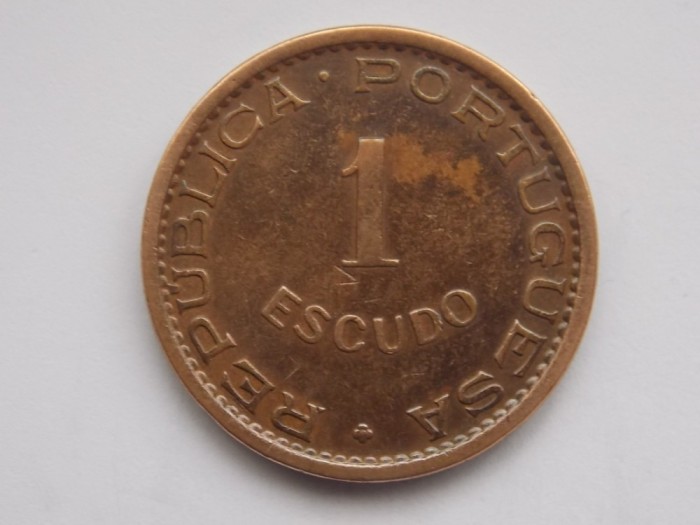 REPUBLICA · PORTUGUESA
1
ESCUDO